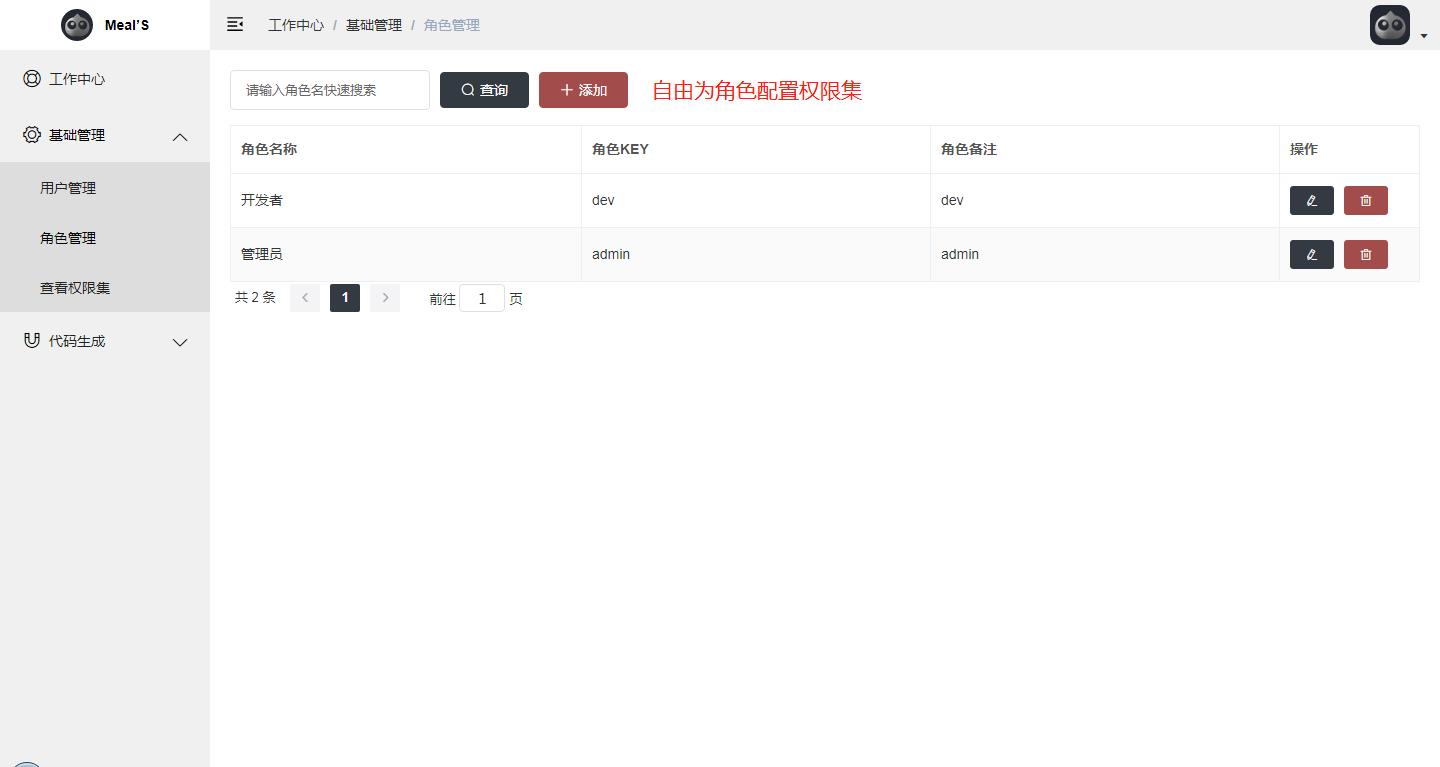 Meal’S
工作中心 / 基础管理 / 角色管理
工作中心
基础管理
用户管理
角色管理
查看权限集
代码生成
请输入角色名快速搜索 查询 添加 自由为角色配置权限集
角色名称 角色KEY 角色备注 操作
开发者 dev dev
管理员 admin admin
共 2 条 1 前往 1 页